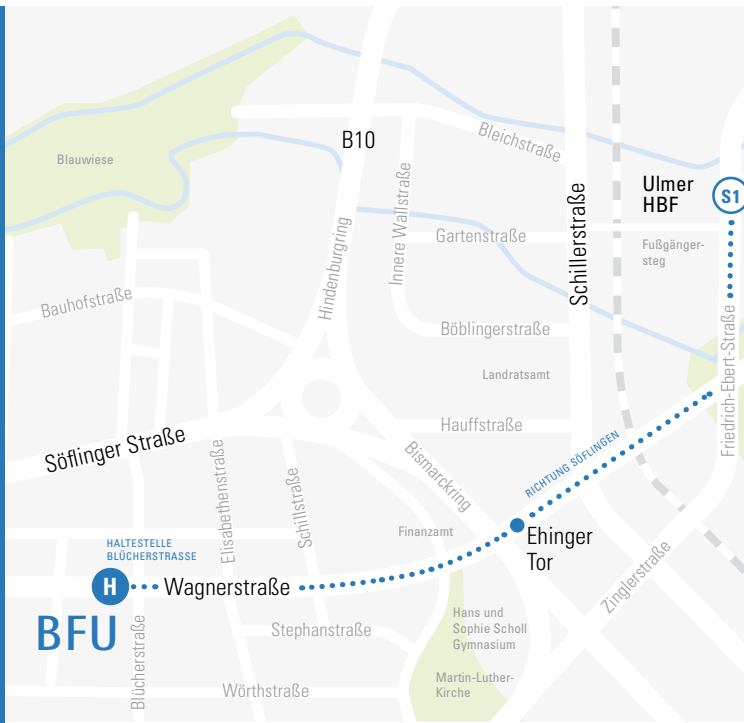 B10
Bleichstraße
Blauwiese
Innere Wallstraße
Schillerstraße
Ulmer
HBF
S1
Gartenstraße
Fußgänger-
steg
Hindenburgring
Bauhofstraße
Böblingerstraße
Landratsamt
Friedrich-Ebert-Straße
Hauffstraße
Söflinger Straße
Bismarckring
RICHTUNG SÖFLINGEN
Elisabethenstraße
Schillstraße
Finanzamt
Ehinger
Tor
HALTESTELLE
BLÜCHERSTRASSE
H
Wagnerstraße
BFU
Zinglerstraße
Hans und
Sophie Scholl
Gymnasium
Stephanstraße
Blücherstraße
Martin-Luther-
Kirche
Wörthstraße